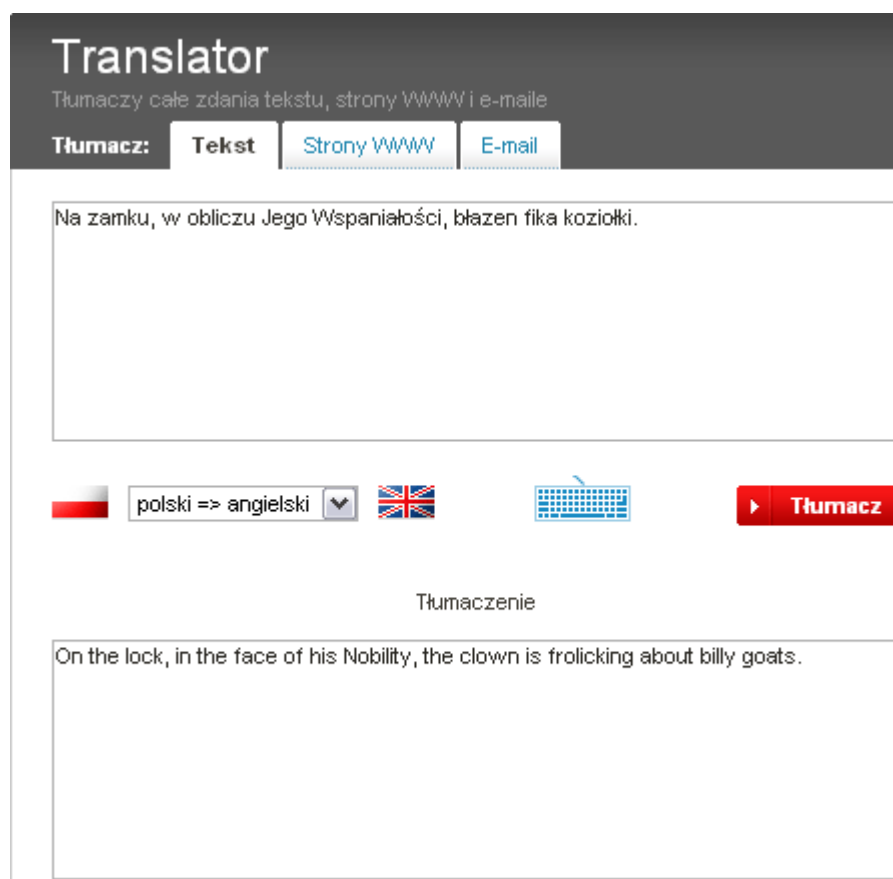 Translator
Tłumaczy całe zdania tekstu, strony WWW i e-maile
Tłumacz: Tekst Strony WWW E-mail
Na zamku, w obliczu Jego Wspaniałości, błazen fika koziołki.
polski => angielski Tłumacz
Tłumaczenie
On the lock, in the face of his Nobility, the clown is frolicking about billy goats.